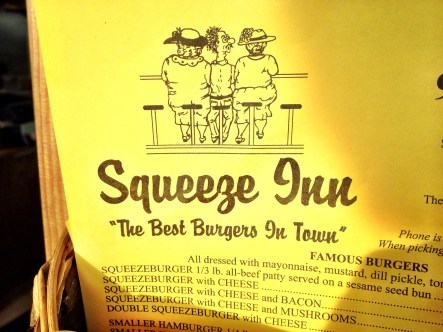 Squeeze Inn
"The Best Burgers In Town"
The
Phone is
When picking
FAMOUS BURGERS
All dressed with mayonnaise, mustard, dill pickle,
SQUEEZEBURGER 1/3 lb. all-beef patty served on a sesame seed bun
SQUEEZEBURGER with CHEESE
SQUEEZEBURGER with CHEESE and BACON
SQUEEZEBURGER with CHEESE and MUSHROOMS
DOUBLE SQUEEZEBURGER with CHEESE
SMALLER HAMBURGER